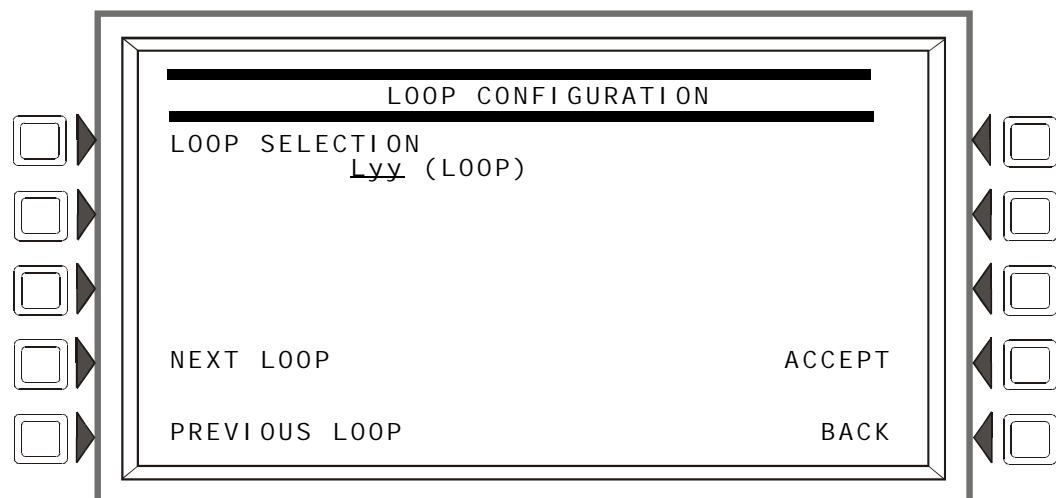 LOOP CONFIGURATION
LOOP SELECTION
Lyy (LOOP)
NEXT LOOP ACCEPT
PREVIOUS LOOP BACK